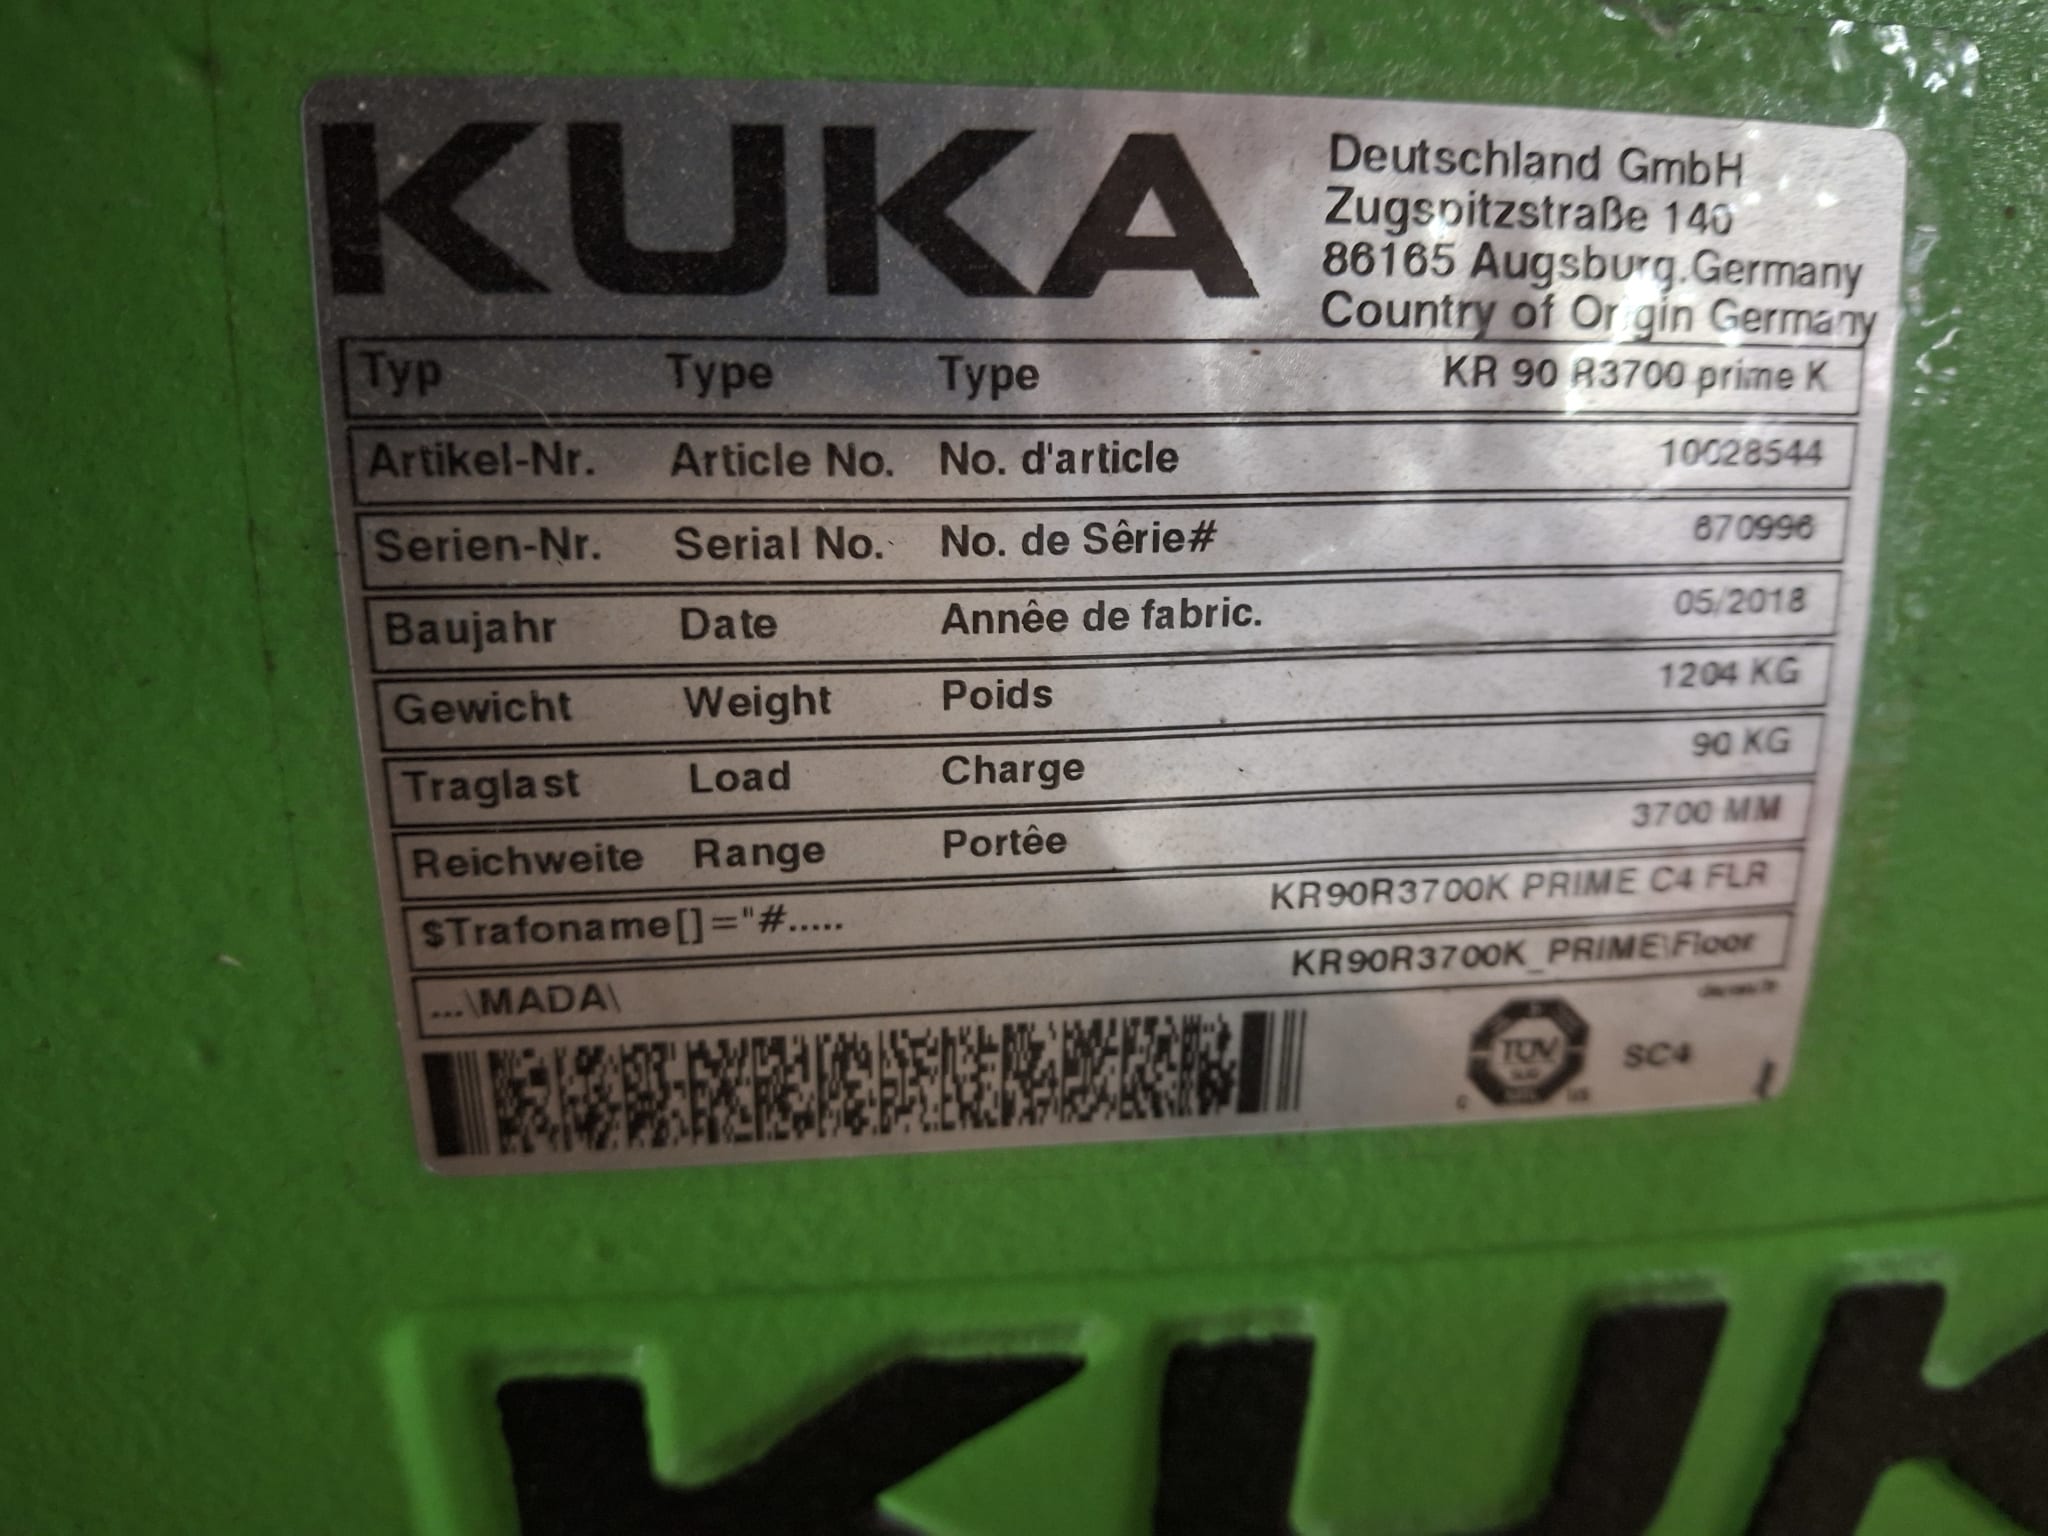 KUKA
Deutschland GmbH
Zugspitzstraße 140
86165 Augsburg.Germany
Country of Origin Germany
Typ Type Type KR 90 R3700 prime K
Artikel-Nr. Article No. No. d'article 10028544
Serien-Nr. Serial No. No. de Sêrie# 670996
Baujahr Date Annêe de fabric. 05/2018
Gewicht Weight Poids 1204 KG
Traglast Load Charge 90 KG
Reichweite Range Portêe 3700 MM
$Trafoname[]="#..... KR90R3700K PRIME C4 FLR
...\MADA\ KR90R3700K_PRIME\Floor
TÜV
SÜD
C US
SC4
KUK